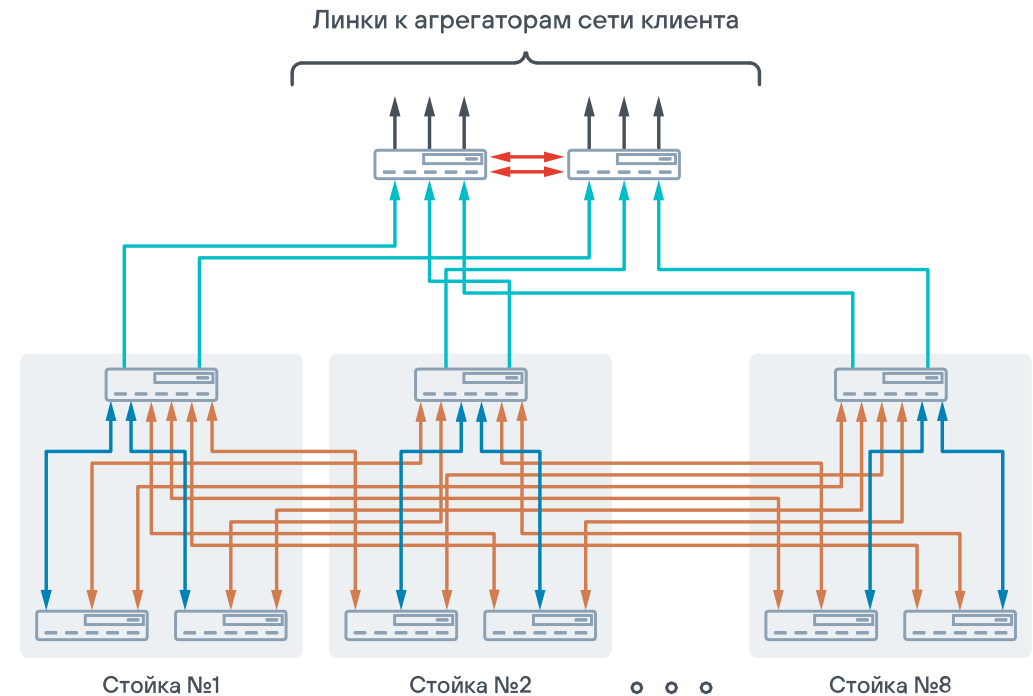 Линки к агрегаторам сети клиента
Стойка №1
Стойка №2
Стойка №8